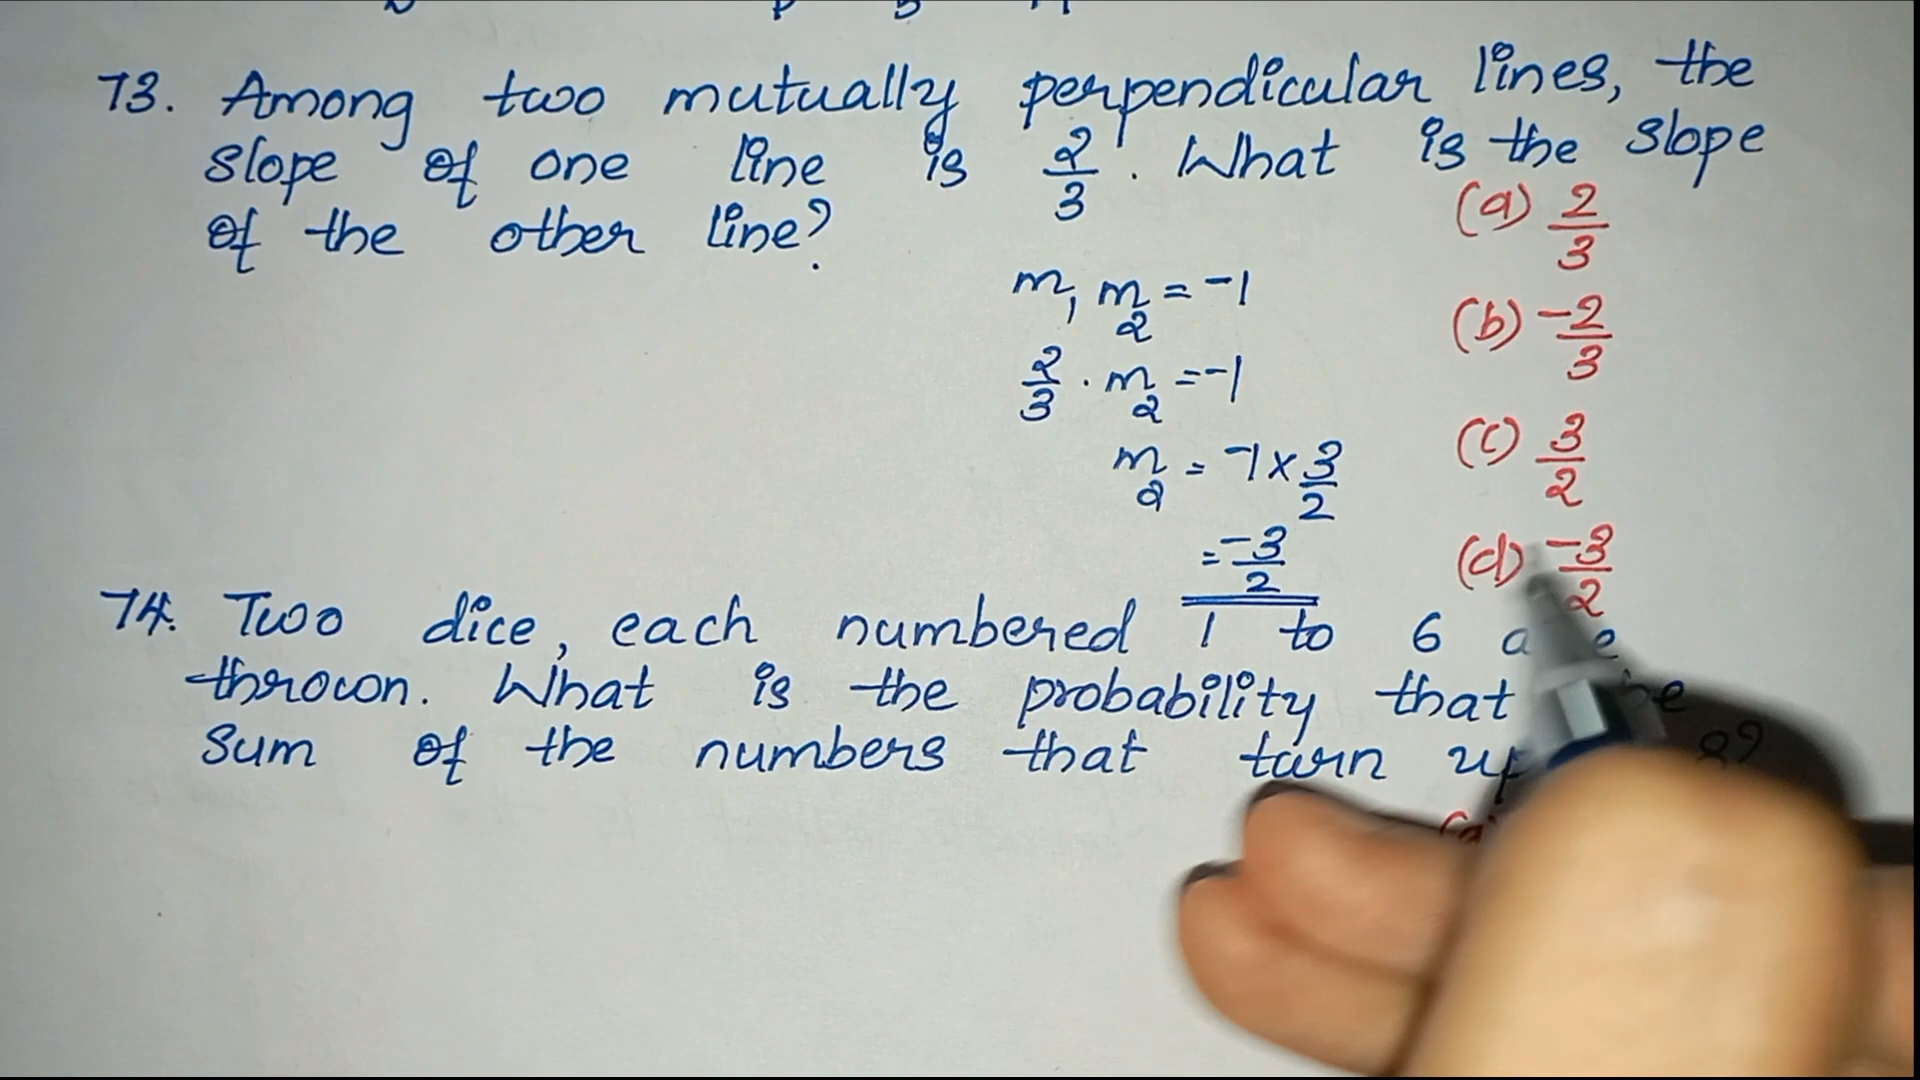 73. Among two mutually perpendicular lines, the
slope of one line is 2/3. What is the slope
of the other line?
(a) 2/3
(b) -2/3
(c) 3/2
(d) -3/2
m₁ m₂ = -1
2/3 . m₂ = -1
m₂ = -1 x 3/2
= -3/2
74. Two dice, each numbered 1 to 6
thrown. What is the probability that
sum of the numbers that turn up